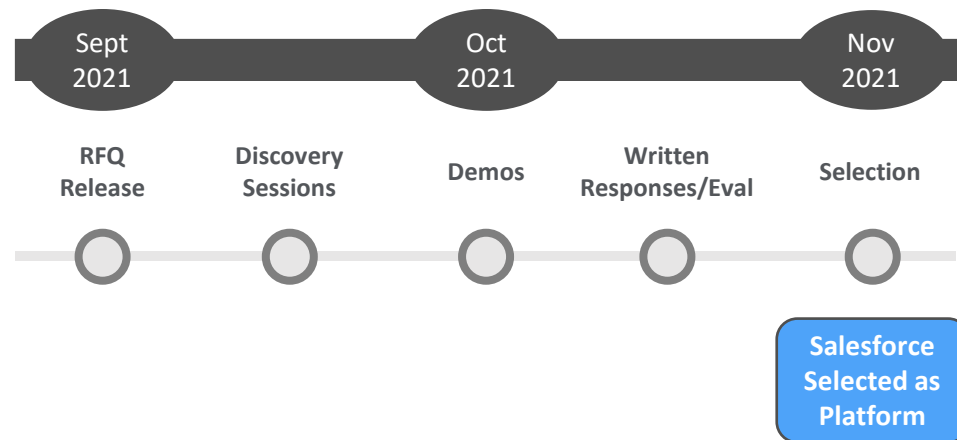 Sept
2021
Oct
2021
Nov
2021
RFQ
Release
Discovery
Sessions
Demos
Written
Responses/Eval
Selection
Salesforce
Selected as
Platform